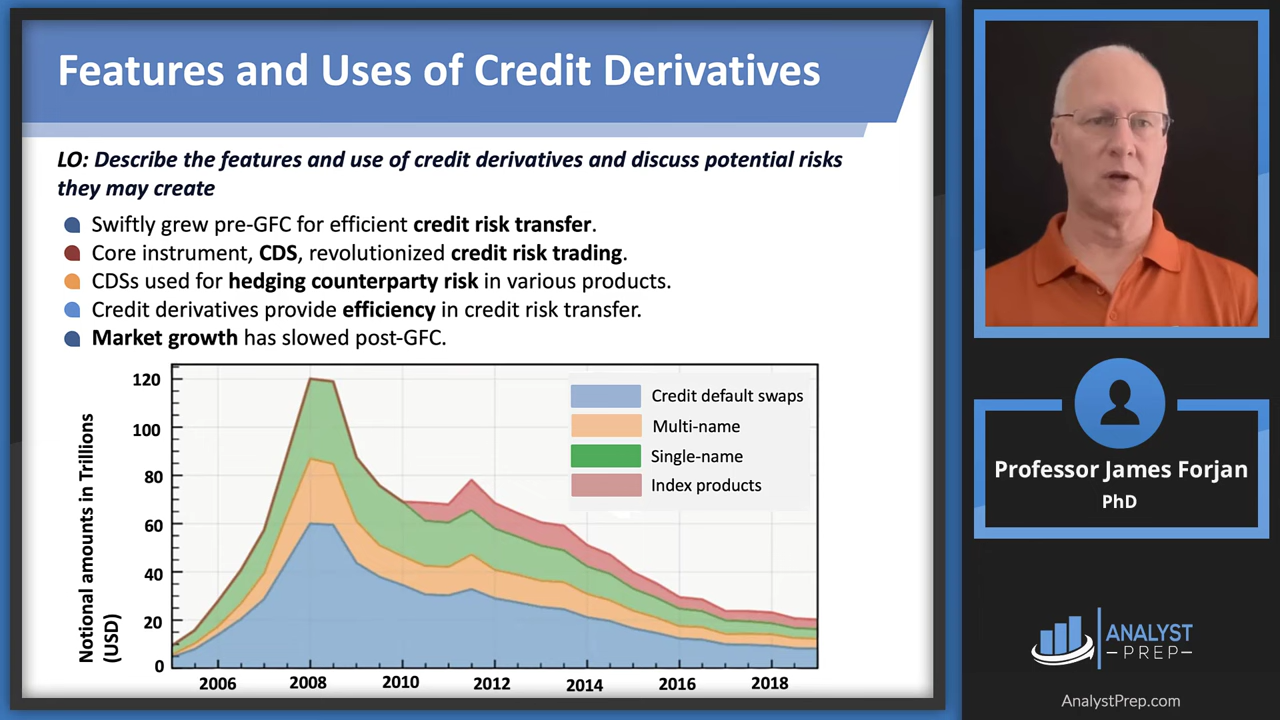 Features and Uses of Credit Derivatives
LO: Describe the features and use of credit derivatives and discuss potential risks
they may create
Swiftly grew pre-GFC for efficient credit risk transfer.
Core instrument, CDS, revolutionized credit risk trading.
CDSs used for hedging counterparty risk in various products.
Credit derivatives provide efficiency in credit risk transfer.
Market growth has slowed post-GFC.
Notional amounts in Trillions
(USD)
120
100
80
60
40
20
0
2006 2008 2010 2012 2014 2016 2018
Credit default swaps
Multi-name
Single-name
Index products
Professor James Forjan
PhD
ANALYST
PREP
AnalystPrep.com